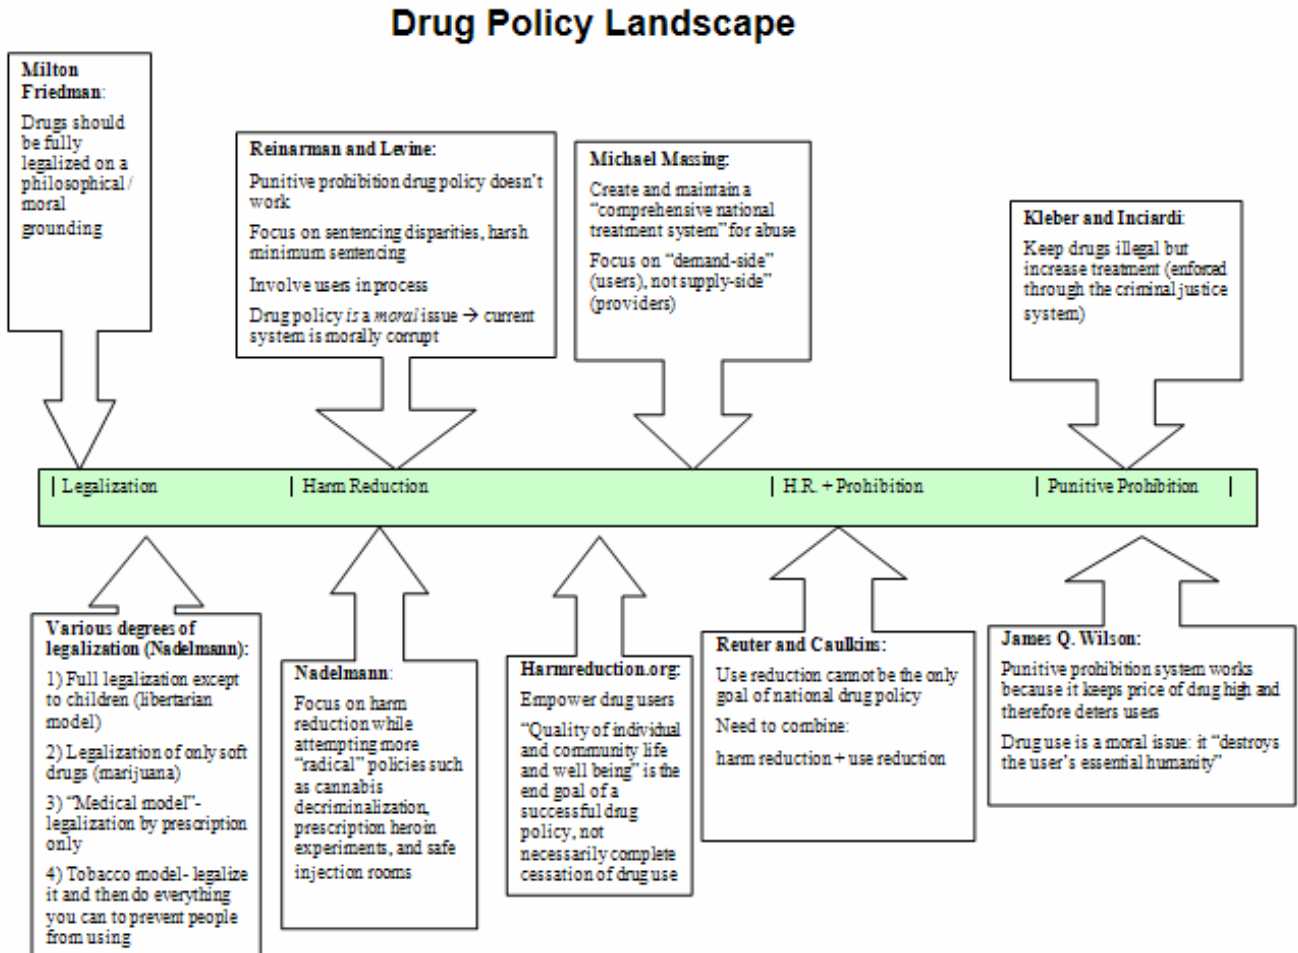 Drug Policy Landscape
Milton
Friedman:
Drugs should
be fully
legalized on a
philosophical /
moral
grounding
Reinarman and Levine:
Punitive prohibition drug policy doesn't
work
Focus on sentencing disparities, harsh
minimum sentencing
Involve users in process
Drug policy is a moral issue → current
system is morally corrupt
Michael Massing:
Create and maintain a
“comprehensive national
treatment system” for abuse
Focus on “demand-side”
(users), not supply-side”
(providers)
Kleber and Inciardi:
Keep drugs illegal but
increase treatment (enforced
through the criminal justice
system)
| Legalization
| Harm Reduction
| H.R. + Prohibition
| Punitive Prohibition |
Various degrees of
legalization (Nadelmann):
1) Full legalization except
to children (libertarian
model)
2) Legalization of only soft
drugs (marijuana)
3) “Medical model”-
legalization by prescription
only
4) Tobacco model- legalize
it and then do everything
you can to prevent people
from using
Nadelmann:
Focus on harm
reduction while
attempting more
“radical” policies such
as cannabis
decriminalization,
prescription heroin
experiments, and safe
injection rooms
Harmreduction.org:
Empower drug users
“Quality of individual
and community life
and well being” is the
end goal of a
successful drug
policy, not
necessarily complete
cessation of drug use
Reuter and Caulkins:
Use reduction cannot be the only
goal of national drug policy
Need to combine:
harm reduction + use reduction
James Q. Wilson:
Punitive prohibition system works
because it keeps price of drug high and
therefore deters users
Drug use is a moral issue: it “destroys
the user's essential humanity”